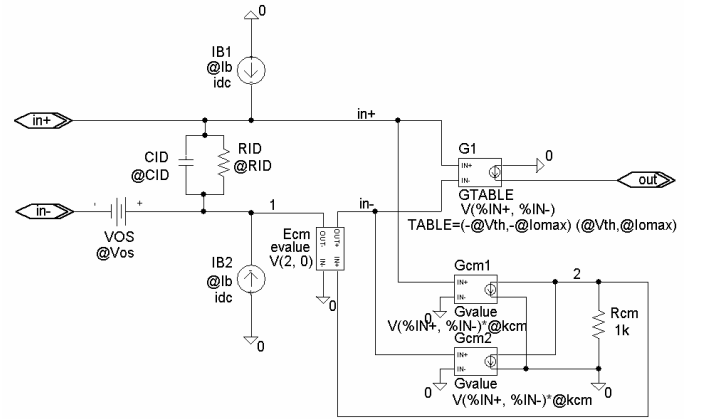 0
IB1
@Ib
idc
in+
in+
CID
@CID
RID
@RID
G1
IN+
IN-
0
out
GTABLE
V(%IN+, %IN-)
TABLE=(-@Vth,-@Iomax) (@Vth,@Iomax)
in-
- +
VOS
@Vos
1
in-
Ecm
evalue
V(2, 0)
OUT- OUT+
IN- IN+
0
IB2
@Ib
idc
0
Gcm1
IN+
IN-
0
Gvalue
V(%IN+, %IN-)*@kcm
2
Rcm
1k
Gcm2
IN+
IN-
0
Gvalue
V(%IN+, %IN-)*@kcm
0